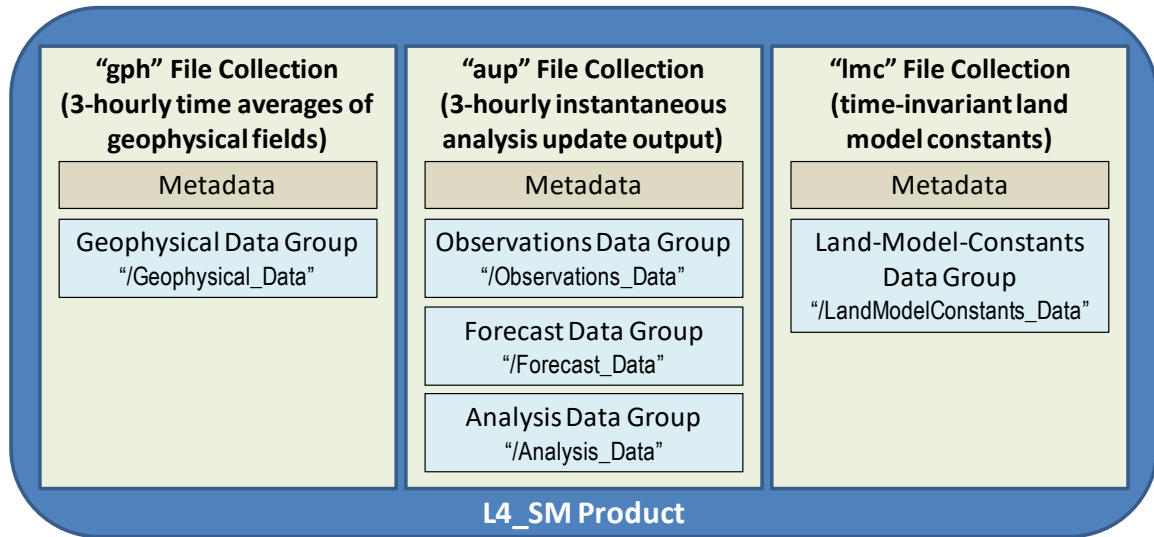 “gph” File Collection
(3-hourly time averages of
geophysical fields)
Metadata
Geophysical Data Group
“/Geophysical_Data”
“aup” File Collection
(3-hourly instantaneous
analysis update output)
Metadata
Observations Data Group
“/Observations_Data”
Forecast Data Group
“/Forecast_Data”
Analysis Data Group
“/Analysis_Data”
“lmc” File Collection
(time-invariant land
model constants)
Metadata
Land-Model-Constants
Data Group
“/LandModelConstants_Data”
L4_SM Product